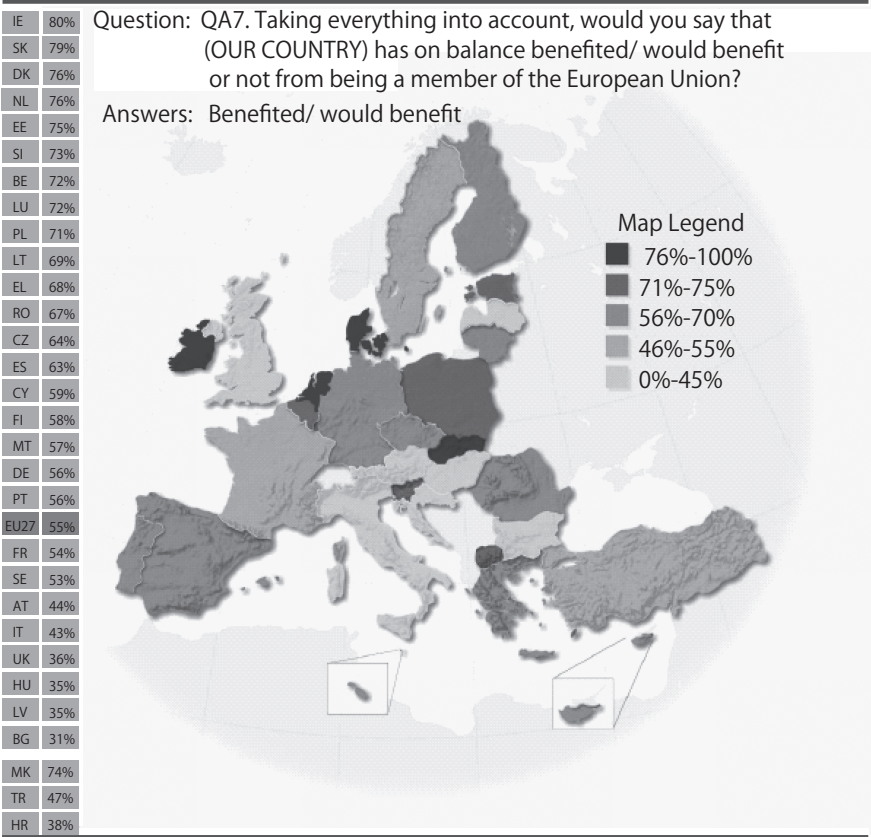 Question: QA7. Taking everything into account, would you say that
(OUR COUNTRY) has on balance benefited/ would benefit
or not from being a member of the European Union?
Answers: Benefited/ would benefit
IE 80%
SK 79%
DK 76%
NL 76%
EE 75%
SI 73%
BE 72%
LU 72%
PL 71%
LT 69%
EL 68%
RO 67%
CZ 64%
ES 63%
CY 59%
FI 58%
MT 57%
DE 56%
PT 56%
EU27 55%
FR 54%
SE 53%
AT 44%
IT 43%
UK 36%
HU 35%
LV 35%
BG 31%
MK 74%
TR 47%
HR 38%
Map Legend
76%-100%
71%-75%
56%-70%
46%-55%
0%-45%